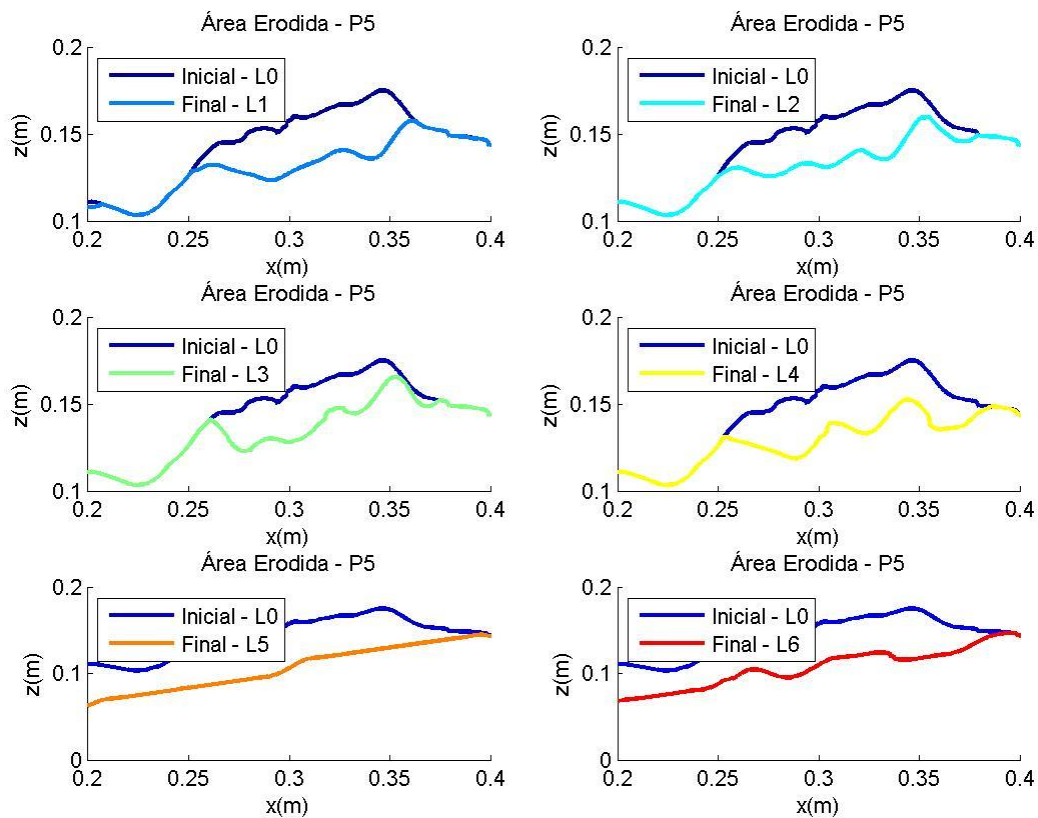 Área Erodida - P5
0.2
Inicial - L0
Final - L1
0.15
z(m)
0.1
0.2 0.25 0.3 0.35 0.4
x(m)
Área Erodida - P5
0.2
Inicial - L0
Final - L2
0.15
z(m)
0.1
0.2 0.25 0.3 0.35 0.4
x(m)
Área Erodida - P5
0.2
Inicial - L0
Final - L3
0.15
z(m)
0.1
0.2 0.25 0.3 0.35 0.4
x(m)
Área Erodida - P5
0.2
Inicial - L0
Final - L4
0.15
z(m)
0.1
0.2 0.25 0.3 0.35 0.4
x(m)
Área Erodida - P5
0.2
Inicial - L0
Final - L5
0.1
z(m)
0
0.2 0.25 0.3 0.35 0.4
x(m)
Área Erodida - P5
0.2
Inicial - L0
Final - L6
0.1
z(m)
0
0.2 0.25 0.3 0.35 0.4
x(m)